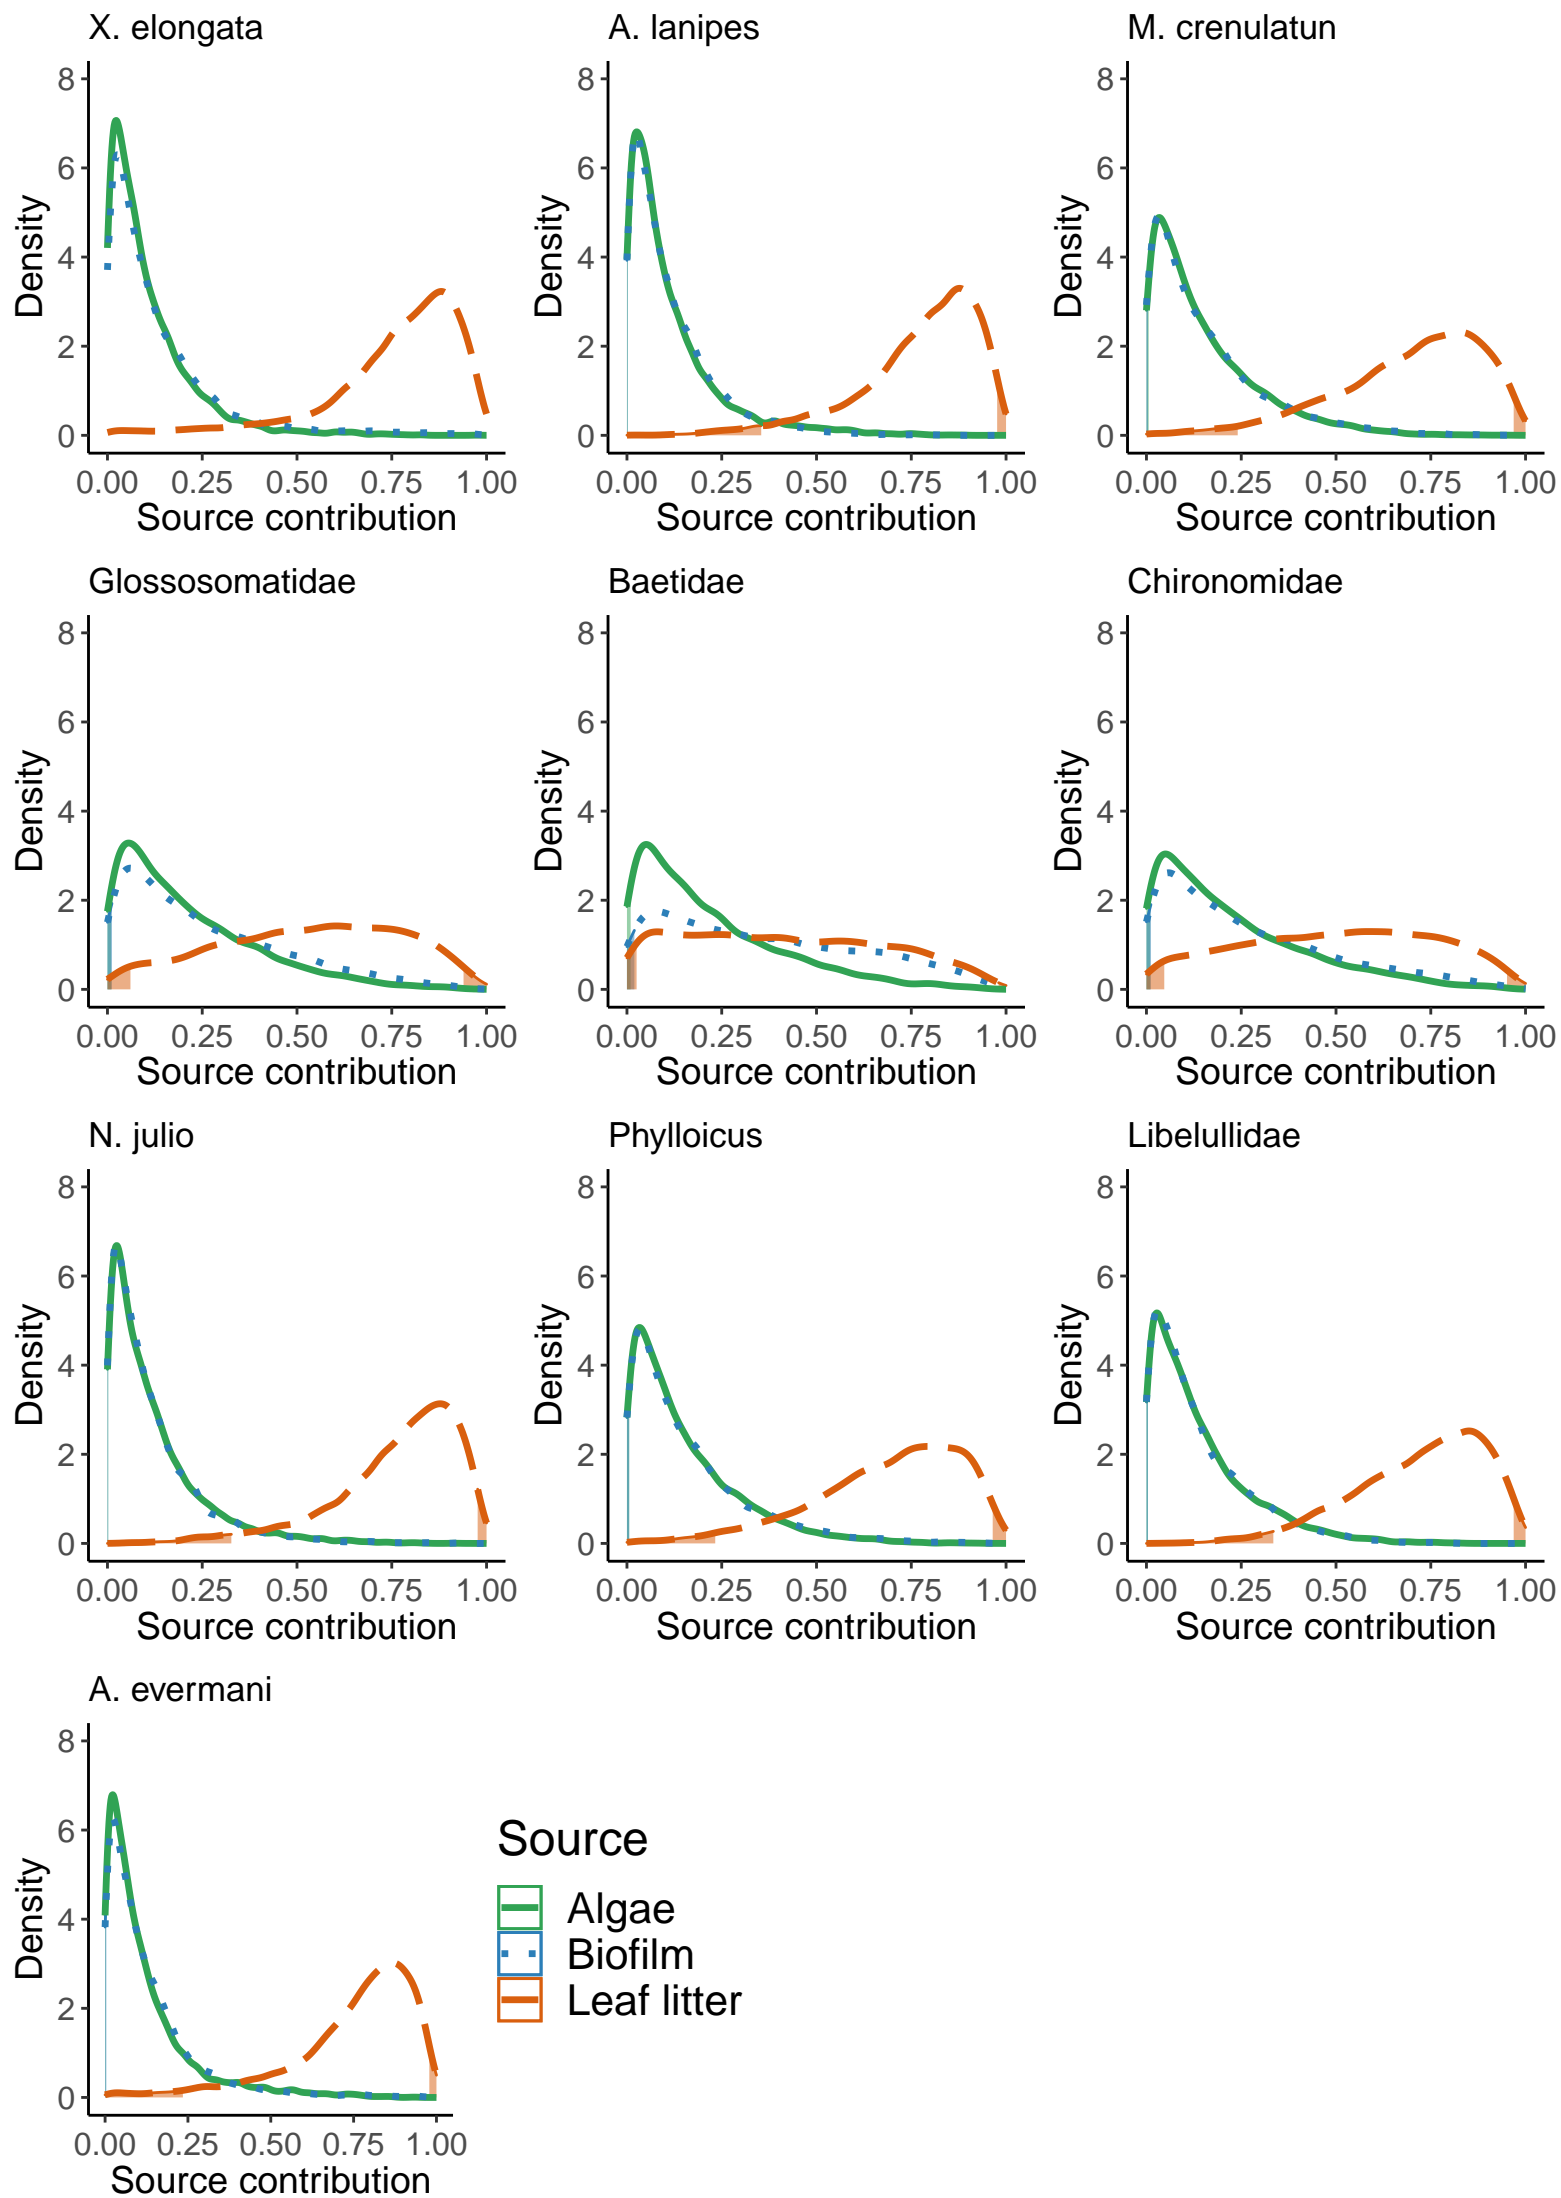 X. elongata
A. lanipes
M. crenulatun
8
6
4
2
0
Density
0.00 0.25 0.50 0.75 1.00
Source contribution
8
6
4
2
0
Density
0.00 0.25 0.50 0.75 1.00
Source contribution
8
6
4
2
0
Density
0.00 0.25 0.50 0.75 1.00
Source contribution
Glossosomatidae
Baetidae
Chironomidae
8
6
4
2
0
Density
0.00 0.25 0.50 0.75 1.00
Source contribution
8
6
4
2
0
Density
0.00 0.25 0.50 0.75 1.00
Source contribution
8
6
4
2
0
Density
0.00 0.25 0.50 0.75 1.00
Source contribution
N. julio
Phylloicus
Libelullidae
8
6
4
2
0
Density
0.00 0.25 0.50 0.75 1.00
Source contribution
8
6
4
2
0
Density
0.00 0.25 0.50 0.75 1.00
Source contribution
8
6
4
2
0
Density
0.00 0.25 0.50 0.75 1.00
Source contribution
A. evermani
8
6
4
2
0
Density
0.00 0.25 0.50 0.75 1.00
Source contribution
Source
Algae
Biofilm
Leaf litter